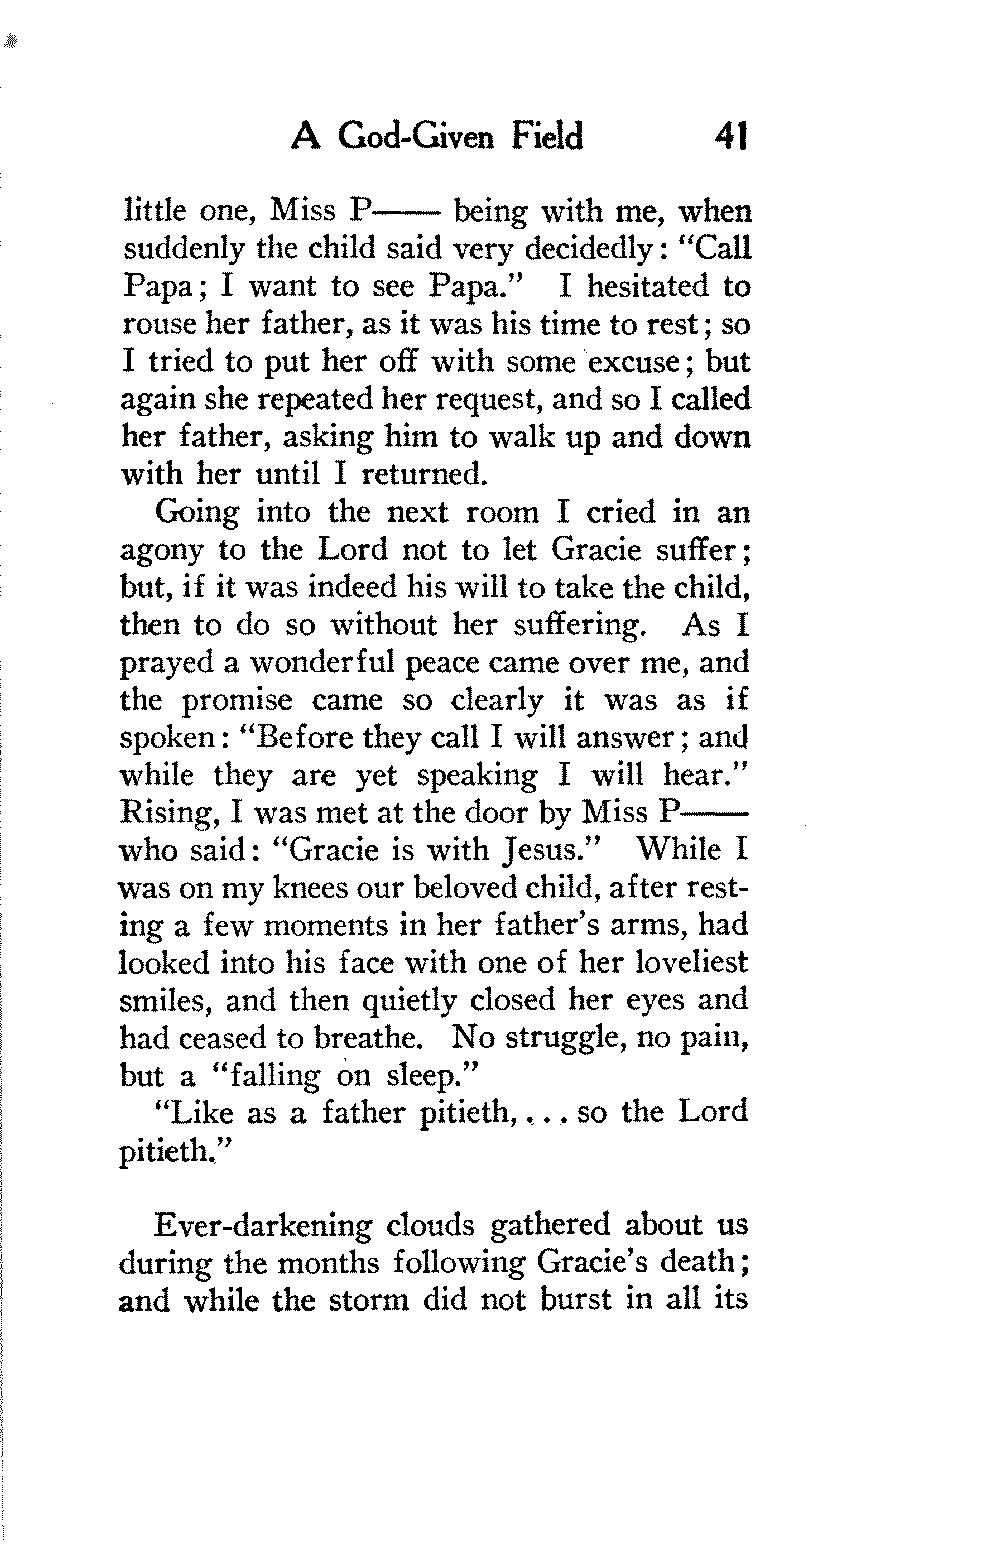 A God-Given Field 41
little one, Miss P—— being with me, when
suddenly the child said very decidedly: "Call
Papa; I want to see Papa." I hesitated to
rouse her father, as it was his time to rest; so
I tried to put her off with some excuse; but
again she repeated her request, and so I called
her father, asking him to walk up and down
with her until I returned.
Going into the next room I cried in an
agony to the Lord not to let Gracie suffer;
but, if it was indeed his will to take the child,
then to do so without her suffering. As I
prayed a wonderful peace came over me, and
the promise came so clearly it was as if
spoken: "Before they call I will answer; and
while they are yet speaking I will hear."
Rising, I was met at the door by Miss P——
who said: "Gracie is with Jesus." While I
was on my knees our beloved child, after rest-
ing a few moments in her father's arms, had
looked into his face with one of her loveliest
smiles, and then quietly closed her eyes and
had ceased to breathe. No struggle, no pain,
but a "falling on sleep."
"Like as a father pitieth, . . . so the Lord
pitieth."
Ever-darkening clouds gathered about us
during the months following Gracie's death;
and while the storm did not burst in all its